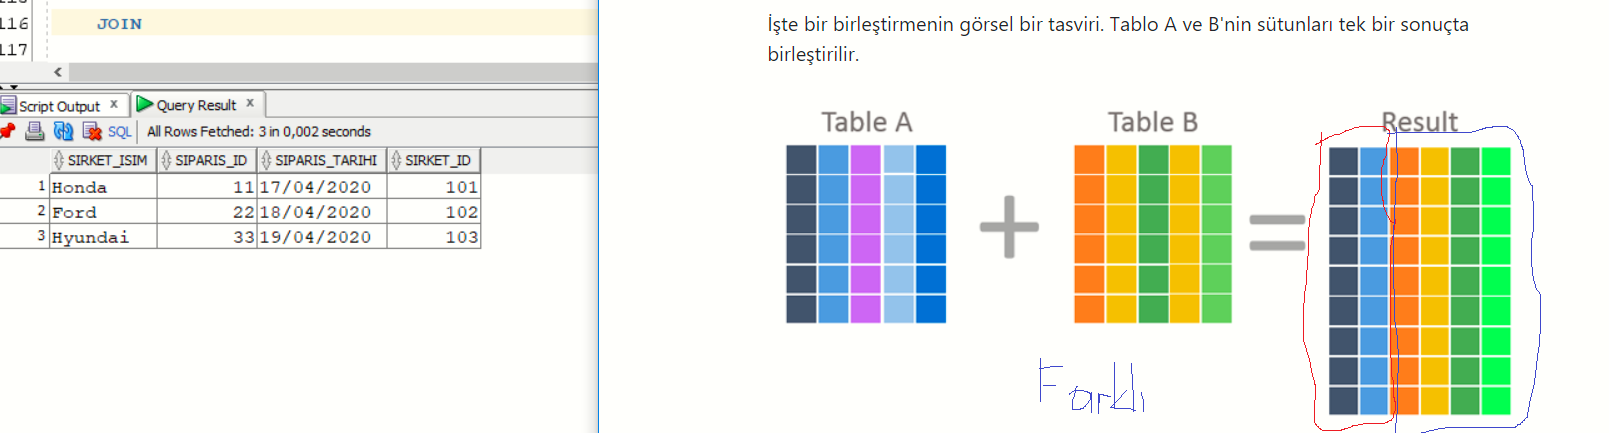 116 JOIN
117
Script Output x Query Result x
SQL All Rows Fetched: 3 in 0,002 seconds
SIRKET_ISIM SIPARIS_ID SIPARIS_TARIHI SIRKET_ID
1 Honda 11 17/04/2020 101
2 Ford 22 18/04/2020 102
3 Hyundai 33 19/04/2020 103
İşte bir birleştirmenin görsel bir tasviri. Tablo A ve B'nin sütunları tek bir sonuçta
birleştirilir.
Table A Table B Result
Farklı